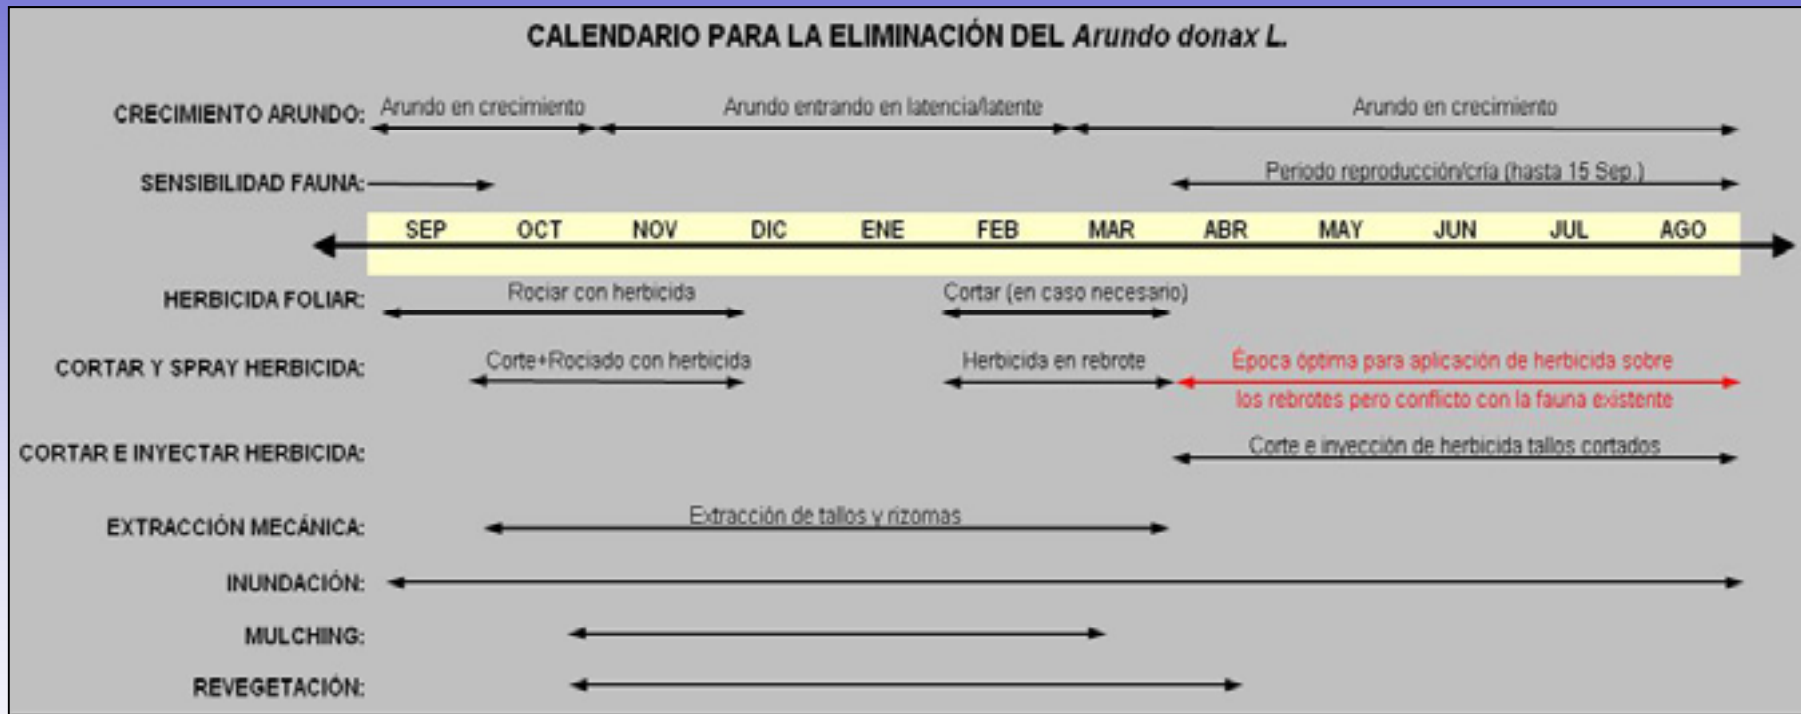 CALENDARIO PARA LA ELIMINACIÓN DEL Arundo donax L.
CRECIMIENTO ARUNDO: Arundo en crecimiento Arundo entrando en latencia/latente Arundo en crecimiento
SENSIBILIDAD FAUNA: Periodo reproducción/cría (hasta 15 Sep.)
SEP OCT NOV DIC ENE FEB MAR ABR MAY JUN JUL AGO
HERBICIDA FOLIAR: Rociar con herbicida Cortar (en caso necesario)
CORTAR Y SPRAY HERBICIDA: Corte+Rociado con herbicida Herbicida en rebrote Época óptima para aplicación de herbicida sobre
los rebrotes pero conflicto con la fauna existente
CORTAR E INYECTAR HERBICIDA: Corte e inyección de herbicida tallos cortados
EXTRACCIÓN MECÁNICA: Extracción de tallos y rizomas
INUNDACIÓN:
MULCHING:
REVEGETACIÓN: